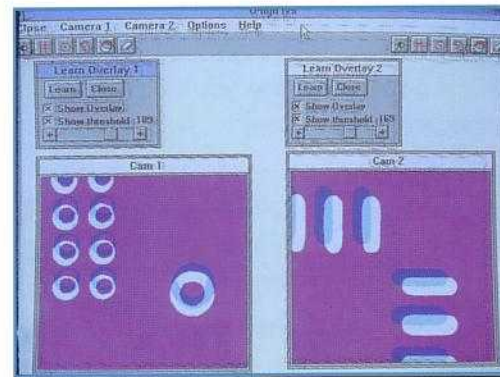 Close Camera 1 Camera 2 Options Help
Learn Overlay 1
Learn Close
Show Overlay
Show threshold :189
Learn Overlay 2
Learn Close
Show Overlay
Show threshold :169
Cam 1
Cam 2